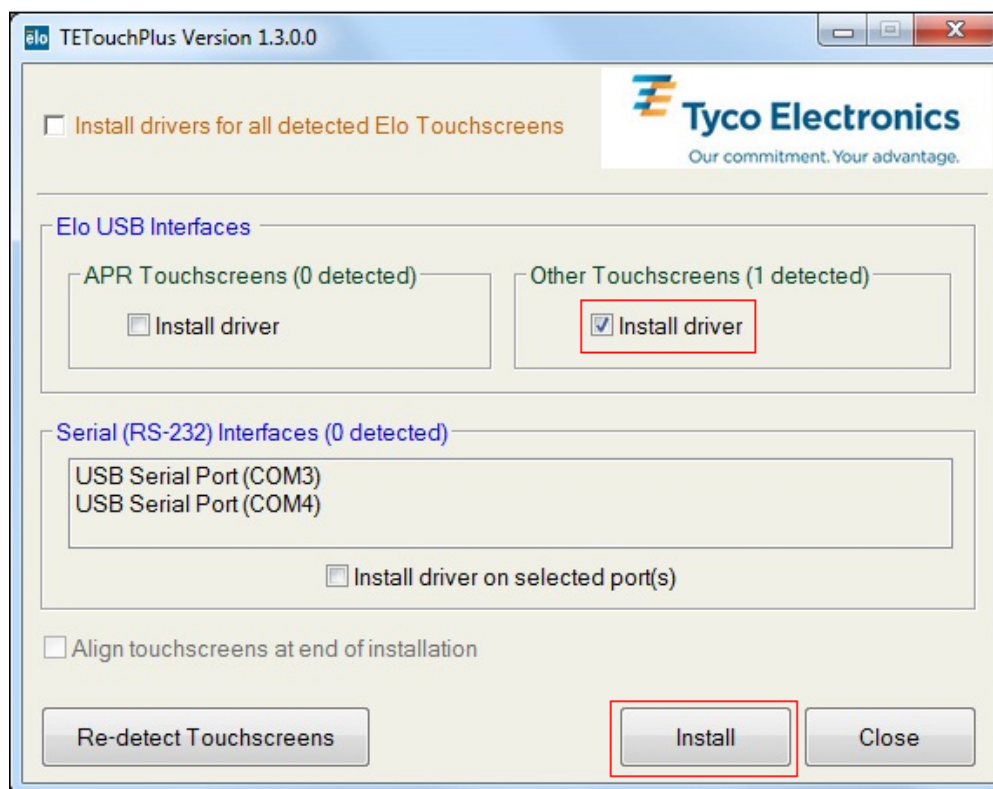 elo TETouchPlus Version 1.3.0.0
Install drivers for all detected Elo Touchscreens
Tyco Electronics
Our commitment. Your advantage.
Elo USB Interfaces
APR Touchscreens (0 detected)
Install driver
Other Touchscreens (1 detected)
Install driver
Serial (RS-232) Interfaces (0 detected)
USB Serial Port (COM3)
USB Serial Port (COM4)
Install driver on selected port(s)
Align touchscreens at end of installation
Re-detect Touchscreens
Install
Close